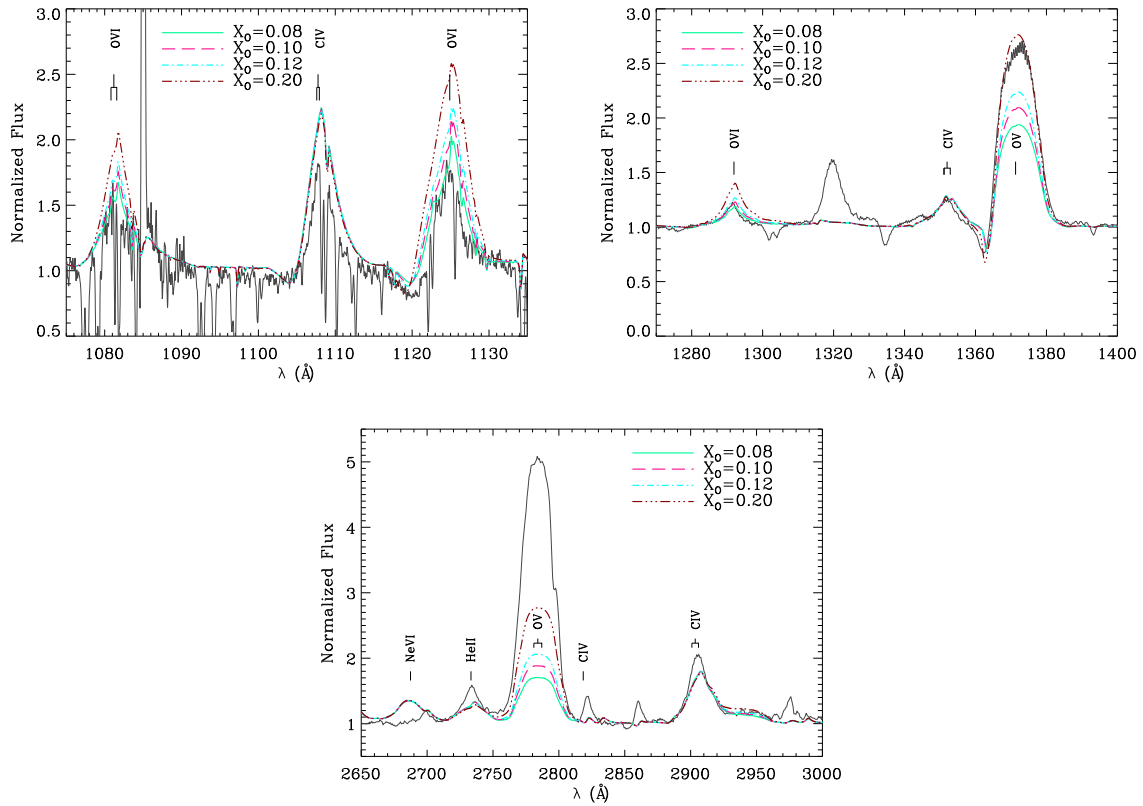 3.0
2.5
2.0
1.5
1.0
0.5
Normalized Flux
OVI
CIV
OVI
X₀=0.08
X₀=0.10
X₀=0.12
X₀=0.20
1080 1090 1100 1110 1120 1130
λ (Å)
3.0
2.5
2.0
1.5
1.0
0.5
0.0
Normalized Flux
X₀=0.08
X₀=0.10
X₀=0.12
X₀=0.20
OVI
CIV
OV
1280 1300 1320 1340 1360 1380 1400
λ (Å)
5
4
3
2
1
Normalized Flux
X₀=0.08
X₀=0.10
X₀=0.12
X₀=0.20
NeVI
HeII
OV
CIV
CIV
2650 2700 2750 2800 2850 2900 2950 3000
λ (Å)